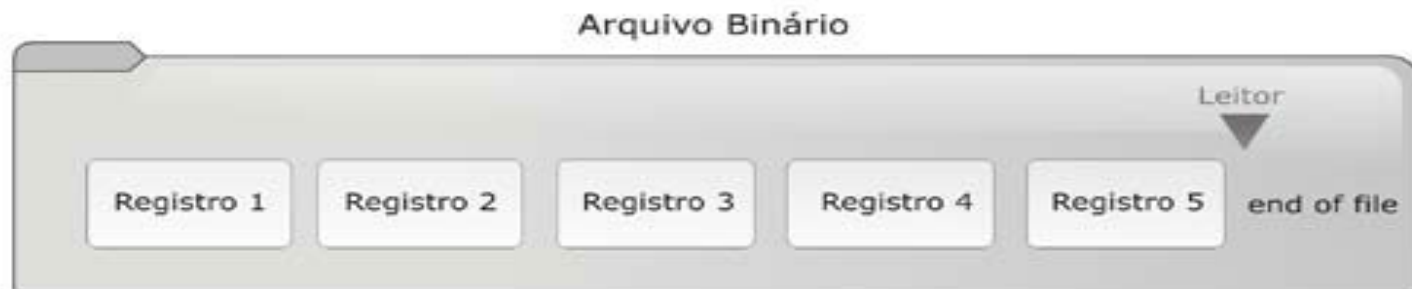 Arquivo Binário
Leitor
Registro 1 Registro 2 Registro 3 Registro 4 Registro 5 end of file